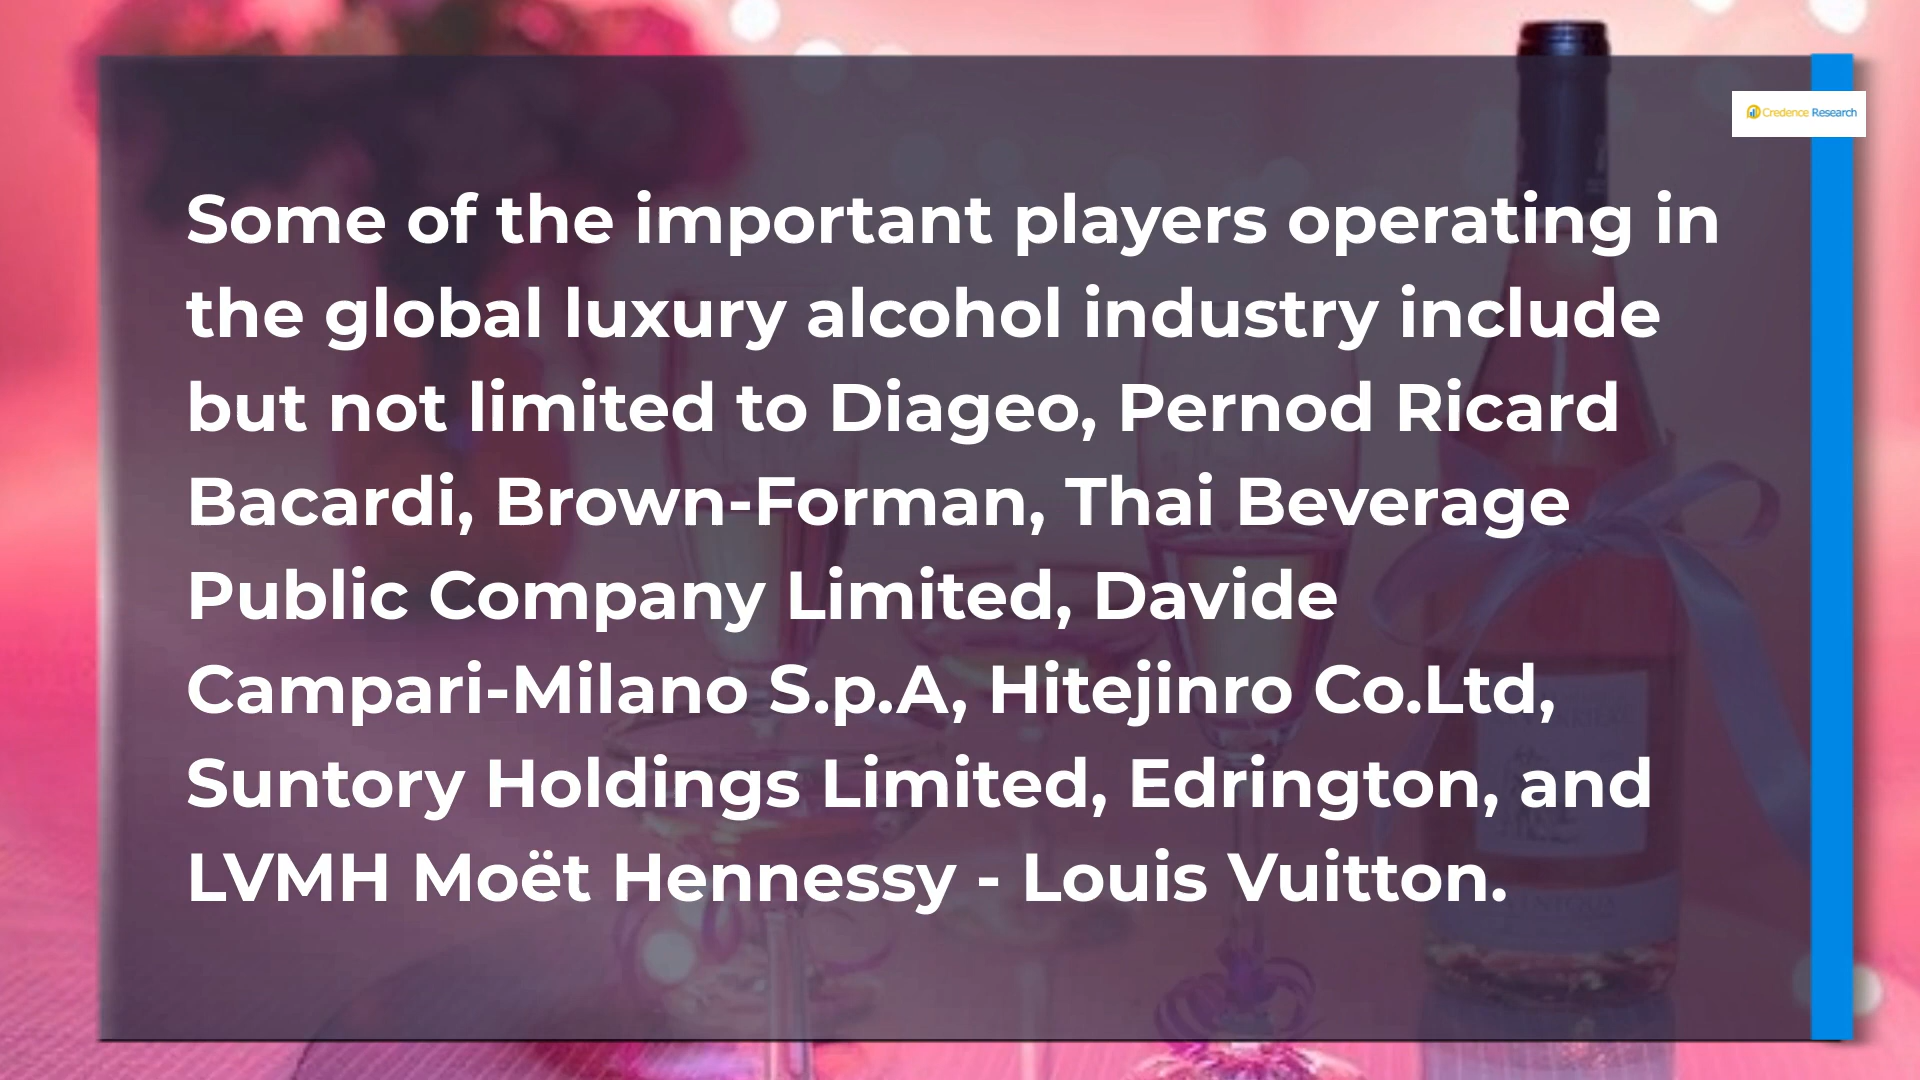 Credence Research
Some of the important players operating in
the global luxury alcohol industry include
but not limited to Diageo, Pernod Ricard
Bacardi, Brown-Forman, Thai Beverage
Public Company Limited, Davide
Campari-Milano S.p.A, Hitejinro Co.Ltd,
Suntory Holdings Limited, Edrington, and
LVMH Moët Hennessy - Louis Vuitton.